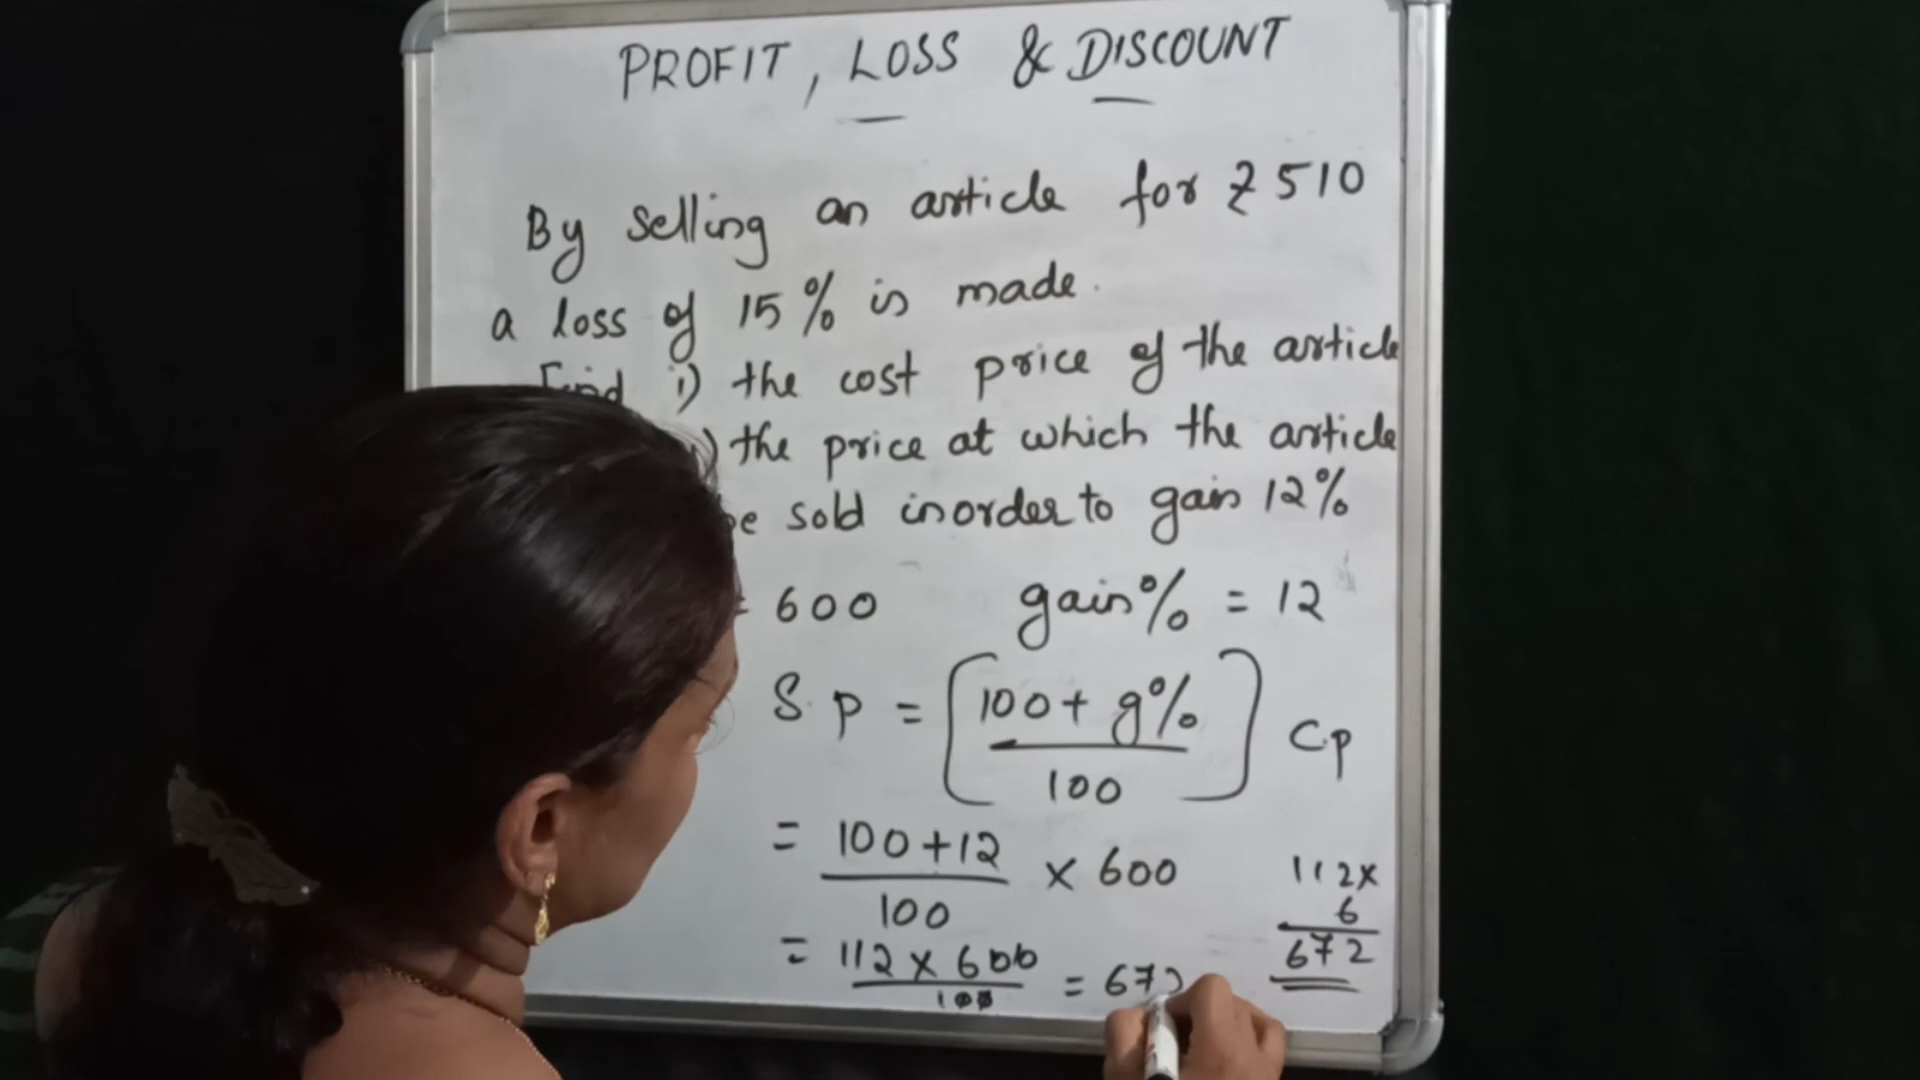 PROFIT, LOSS & DISCOUNT
By selling an article for ₹ 510
a loss of 15% is made.
Find i) the cost price of the article
) the price at which the article
be sold inorder to gain 12%
= 600 gain% = 12
S.P = [100 + g% / 100] C.P
= 100+12 / 100 × 600
112×
6
672
= 112 × 600 / 100 = 672